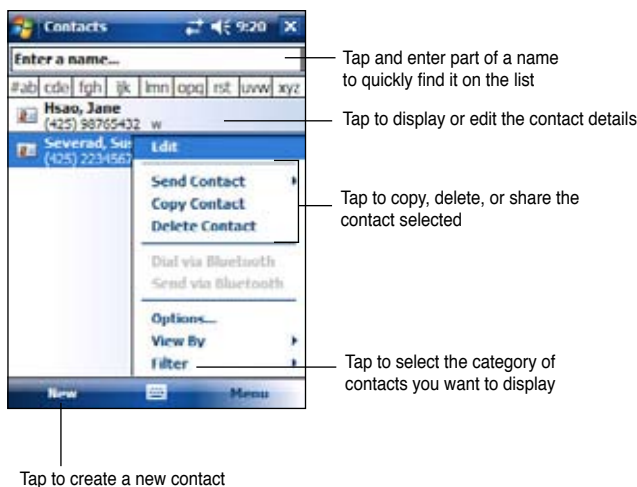 Contacts 9:20
Enter a name...
Tap and enter part of a name
to quickly find it on the list
#ab cde fgh ijk lmn opq rst uvw xyz
Hsao, Jane
(425) 98765432 w
Tap to display or edit the contact details
Severad, Sus
(425) 2234567
Edit
Send Contact
Copy Contact
Delete Contact
Tap to copy, delete, or share the
contact selected
Dial via Bluetooth
Send via Bluetooth
Options...
View By
Filter
Tap to select the category of
contacts you want to display
New Menu
Tap to create a new contact